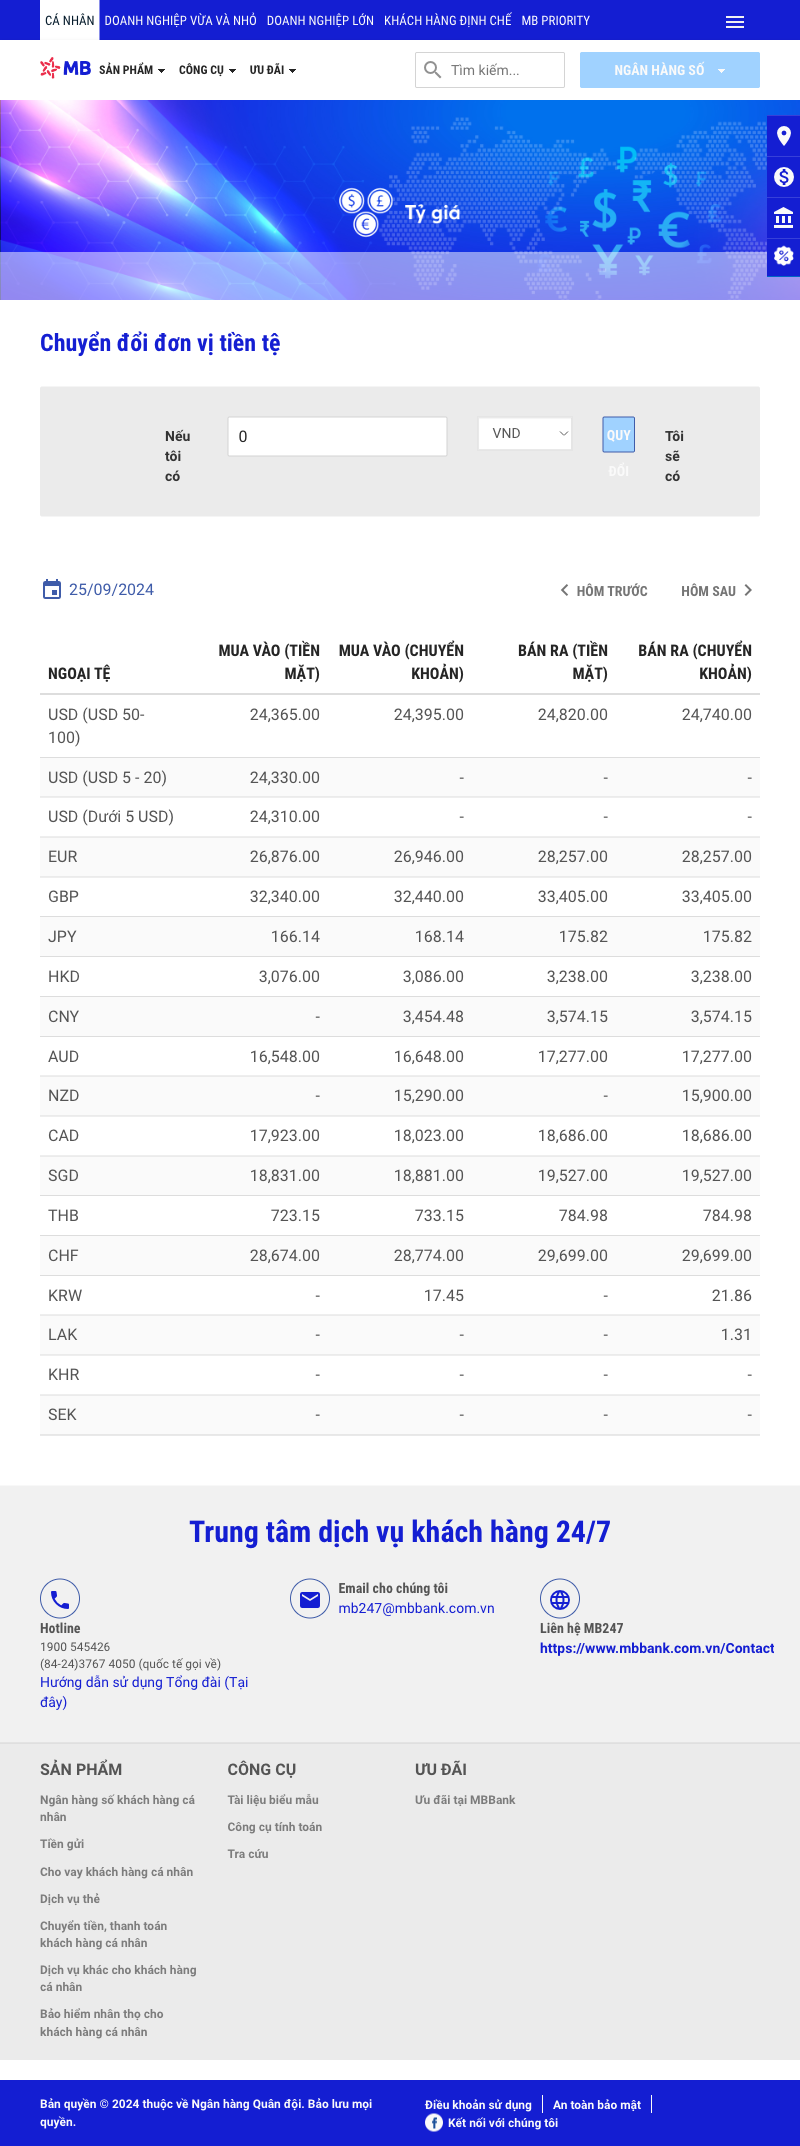 CÁ NHÂN DOANH NGHIỆP VỪA VÀ NHỎ DOANH NGHIỆP LỚN KHÁCH HÀNG ĐỊNH CHẾ MB PRIORITY
MB SẢN PHẨM CÔNG CỤ ƯU ĐÃI Tìm kiếm... NGÂN HÀNG SỐ
Tỷ giá
Chuyển đổi đơn vị tiền tệ
Nếu tôi có 0 VND QUY ĐỔI Tôi sẽ có
25/09/2024 HÔM TRƯỚC HÔM SAU
NGOẠI TỆ MUA VÀO (TIỀN MẶT) MUA VÀO (CHUYỂN KHOẢN) BÁN RA (TIỀN MẶT) BÁN RA (CHUYỂN KHOẢN)
USD (USD 50-100) 24,365.00 24,395.00 24,820.00 24,740.00
USD (USD 5 - 20) 24,330.00 - - -
USD (Dưới 5 USD) 24,310.00 - - -
EUR 26,876.00 26,946.00 28,257.00 28,257.00
GBP 32,340.00 32,440.00 33,405.00 33,405.00
JPY 166.14 168.14 175.82 175.82
HKD 3,076.00 3,086.00 3,238.00 3,238.00
CNY - 3,454.48 3,574.15 3,574.15
AUD 16,548.00 16,648.00 17,277.00 17,277.00
NZD - 15,290.00 - 15,900.00
CAD 17,923.00 18,023.00 18,686.00 18,686.00
SGD 18,831.00 18,881.00 19,527.00 19,527.00
THB 723.15 733.15 784.98 784.98
CHF 28,674.00 28,774.00 29,699.00 29,699.00
KRW - 17.45 - 21.86
LAK - - - 1.31
KHR - - - -
SEK - - - -
Trung tâm dịch vụ khách hàng 24/7
Hotline
1900 545426
(84-24)3767 4050 (quốc tế gọi về)
Hướng dẫn sử dụng Tổng đài (Tại
đây)
Email cho chúng tôi
mb247@mbbank.com.vn
Liên hệ MB247
https://www.mbbank.com.vn/Contact
SẢN PHẨM
Ngân hàng số khách hàng cá
nhân
Tiền gửi
Cho vay khách hàng cá nhân
Dịch vụ thẻ
Chuyển tiền, thanh toán
khách hàng cá nhân
Dịch vụ khác cho khách hàng
cá nhân
Bảo hiểm nhân thọ cho
khách hàng cá nhân
CÔNG CỤ
Tài liệu biểu mẫu
Công cụ tính toán
Tra cứu
ƯU ĐÃI
Ưu đãi tại MBBank
Bản quyền © 2024 thuộc về Ngân hàng Quân đội. Bảo lưu mọi
quyền.
Điều khoản sử dụng An toàn bảo mật
Kết nối với chúng tôi